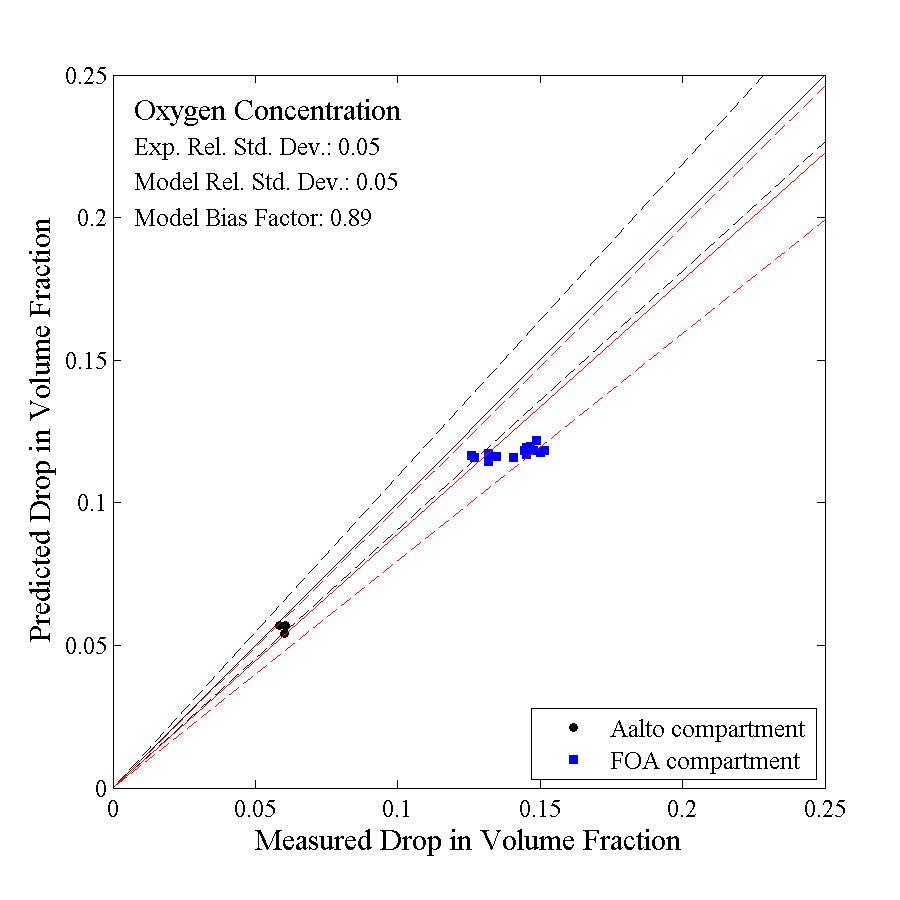 Oxygen Concentration
Exp. Rel. Std. Dev.: 0.05
Model Rel. Std. Dev.: 0.05
Model Bias Factor: 0.89
Predicted Drop in Volume Fraction
0.25
0.2
0.15
0.1
0.05
0
Aalto compartment
FOA compartment
0 0.05 0.1 0.15 0.2 0.25
Measured Drop in Volume Fraction